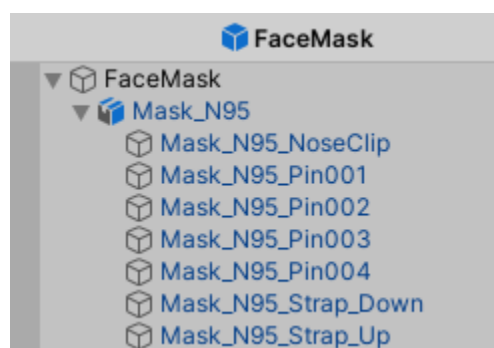 FaceMask
FaceMask
Mask_N95
Mask_N95_NoseClip
Mask_N95_Pin001
Mask_N95_Pin002
Mask_N95_Pin003
Mask_N95_Pin004
Mask_N95_Strap_Down
Mask_N95_Strap_Up